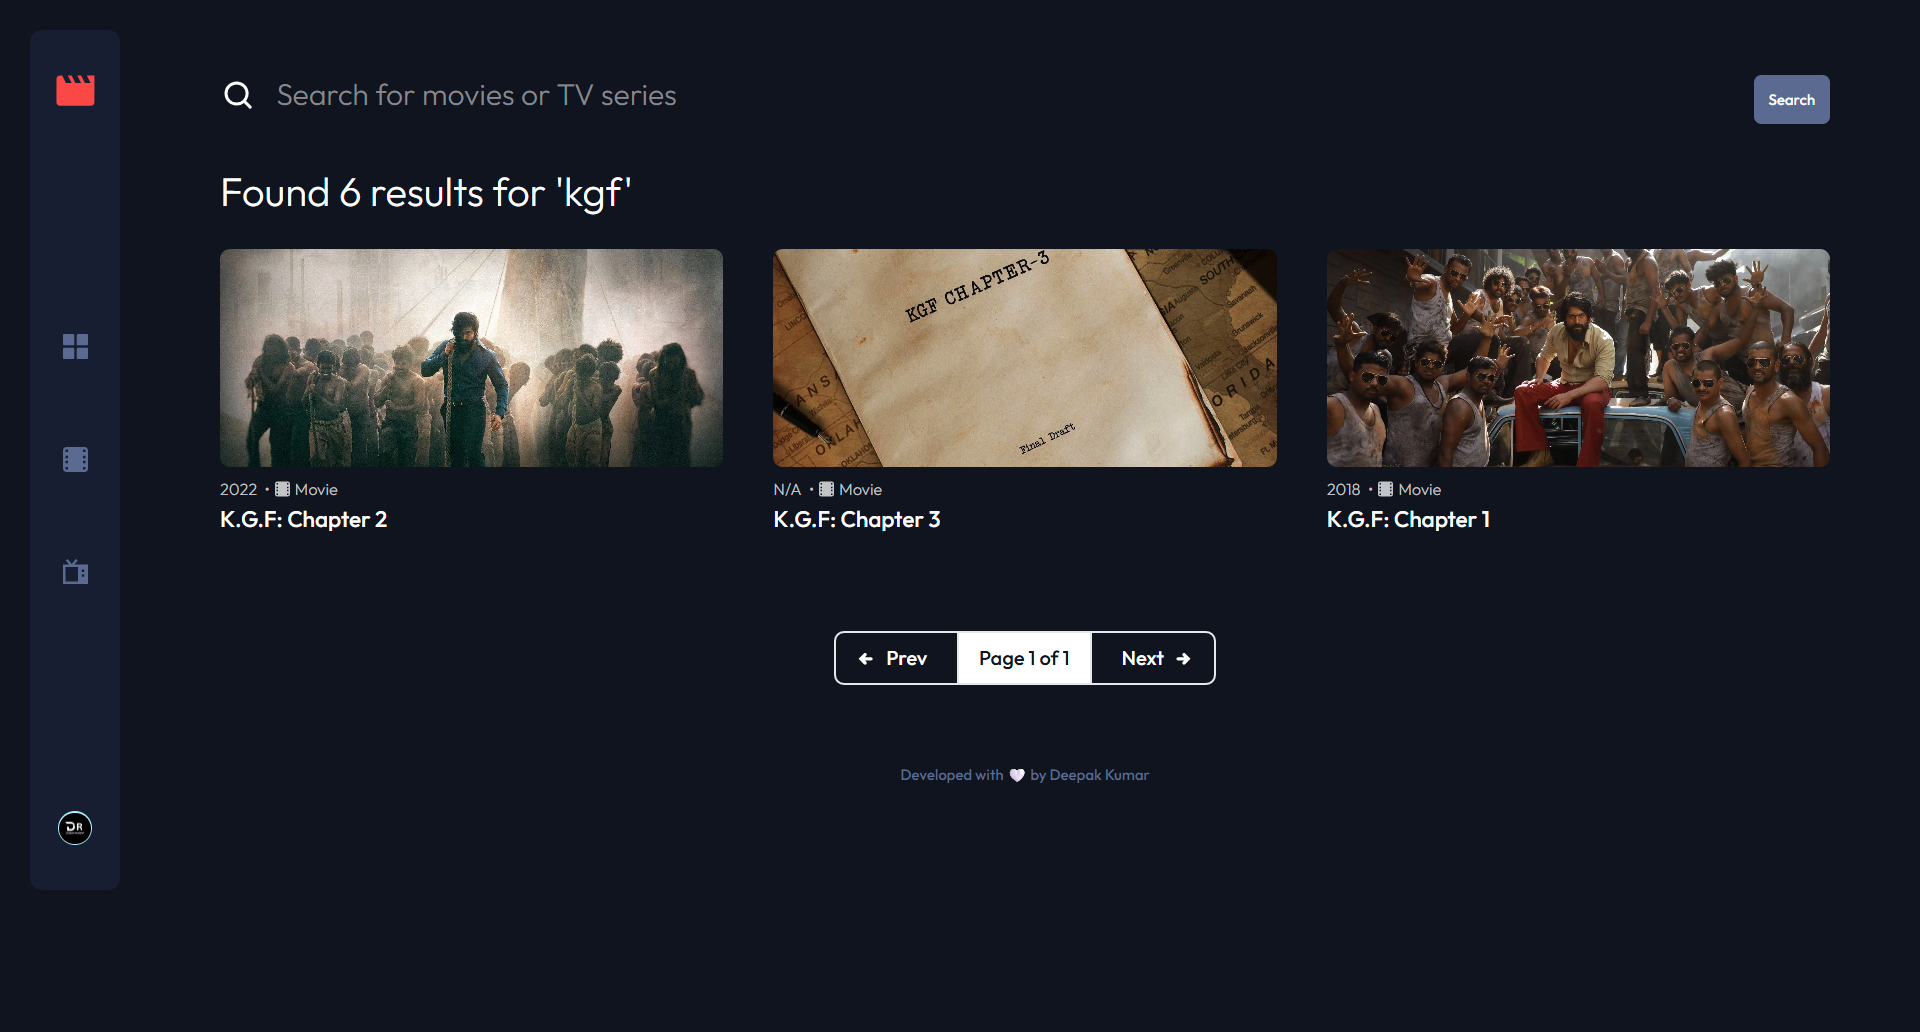 Search for movies or TV series
Search
Found 6 results for 'kgf'
KGF CHAPTER-3
Final Draft
2022 • Movie
K.G.F: Chapter 2
N/A • Movie
K.G.F: Chapter 3
2018 • Movie
K.G.F: Chapter 1
Prev
Page 1 of 1
Next
Developed with 🤍 by Deepak Kumar
DR